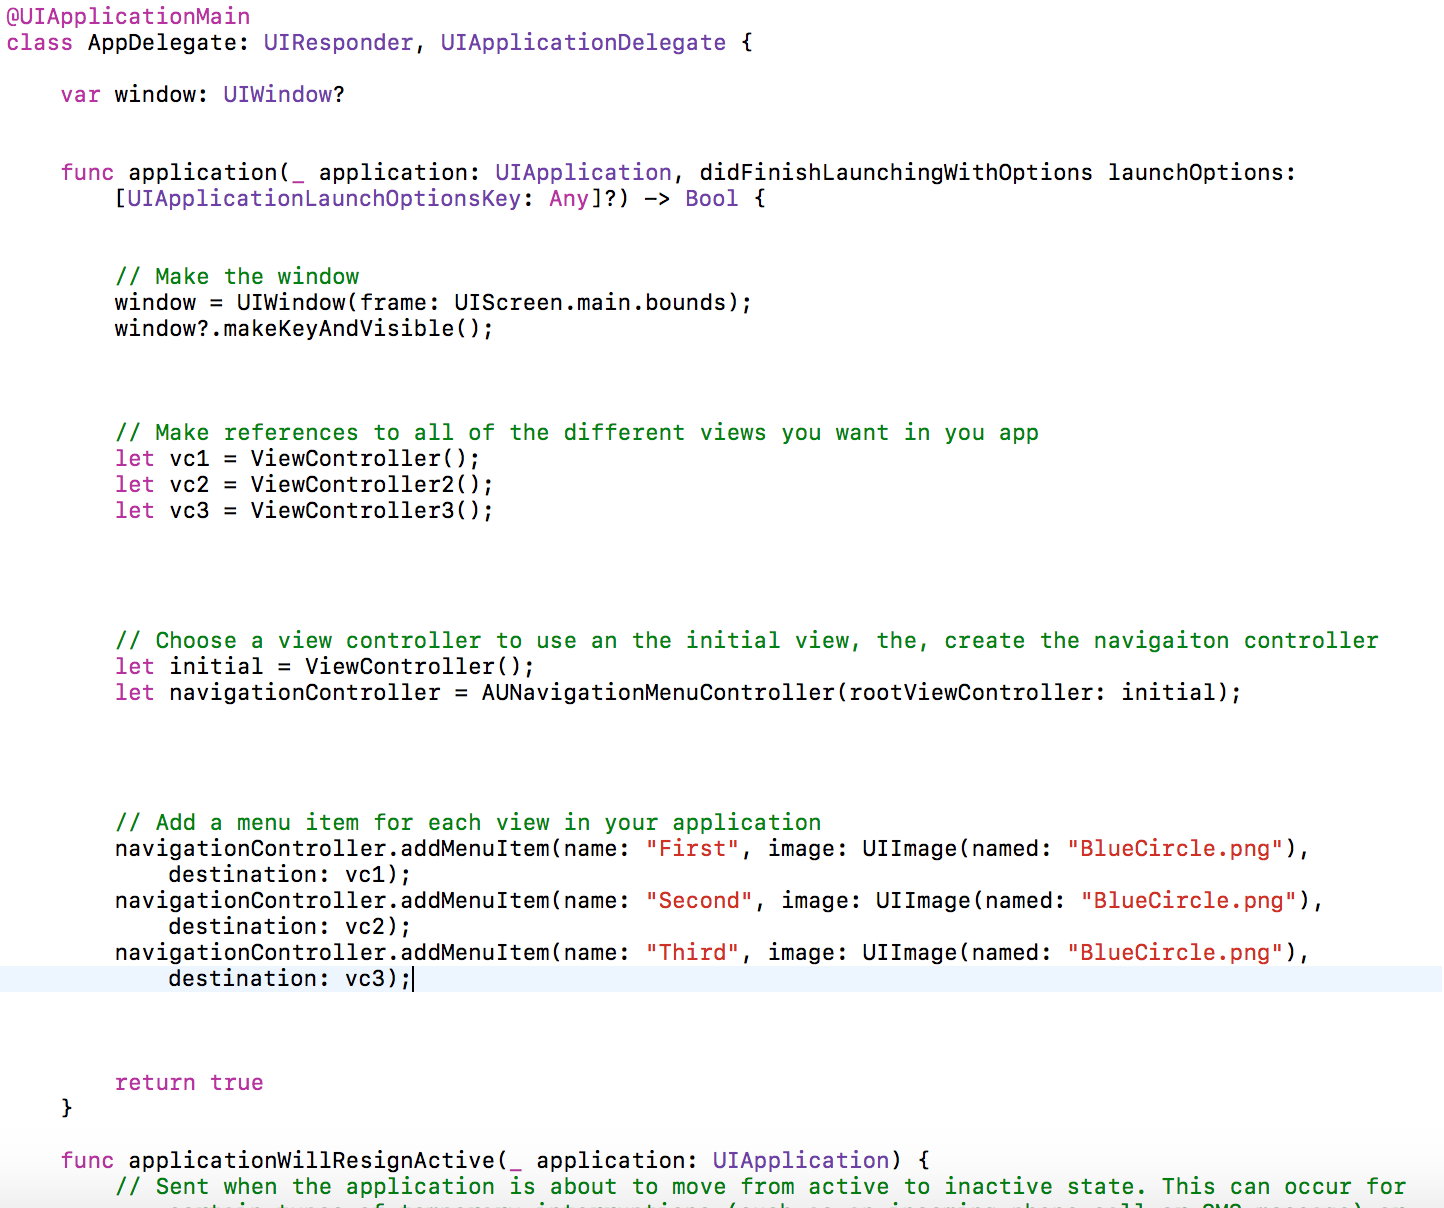 @UIApplicationMain
class AppDelegate: UIResponder, UIApplicationDelegate {
var window: UIWindow?
func application(_ application: UIApplication, didFinishLaunchingWithOptions launchOptions:
[UIApplicationLaunchOptionsKey: Any]?) -> Bool {
// Make the window
window = UIWindow(frame: UIScreen.main.bounds);
window?.makeKeyAndVisible();
// Make references to all of the different views you want in you app
let vc1 = ViewController();
let vc2 = ViewController2();
let vc3 = ViewController3();
// Choose a view controller to use an the initial view, the, create the navigaiton controller
let initial = ViewController();
let navigationController = AUNavigationMenuController(rootViewController: initial);
// Add a menu item for each view in your application
navigationController.addMenuItem(name: "First", image: UIImage(named: "BlueCircle.png"),
destination: vc1);
navigationController.addMenuItem(name: "Second", image: UIImage(named: "BlueCircle.png"),
destination: vc2);
navigationController.addMenuItem(name: "Third", image: UIImage(named: "BlueCircle.png"),
destination: vc3);
return true
}
func applicationWillResignActive(_ application: UIApplication) {
// Sent when the application is about to move from active to inactive state. This can occur for